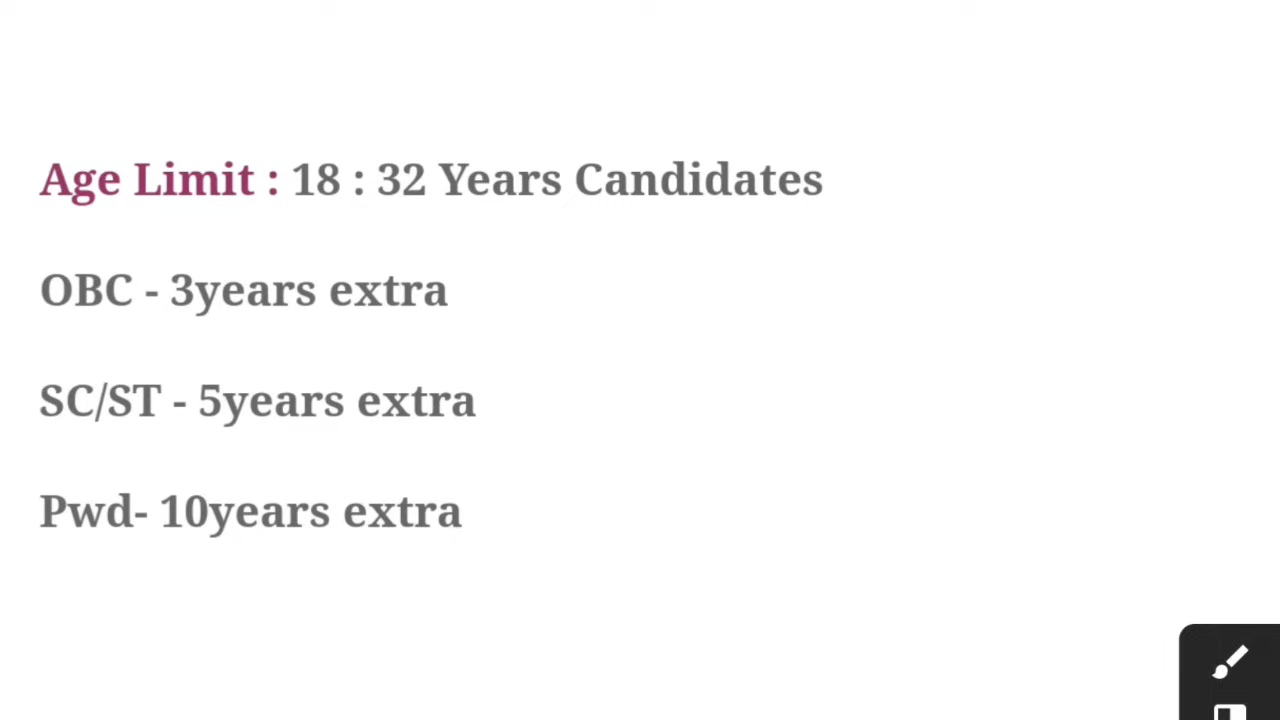 Age Limit : 18 : 32 Years Candidates
OBC - 3years extra
SC/ST - 5years extra
Pwd- 10years extra